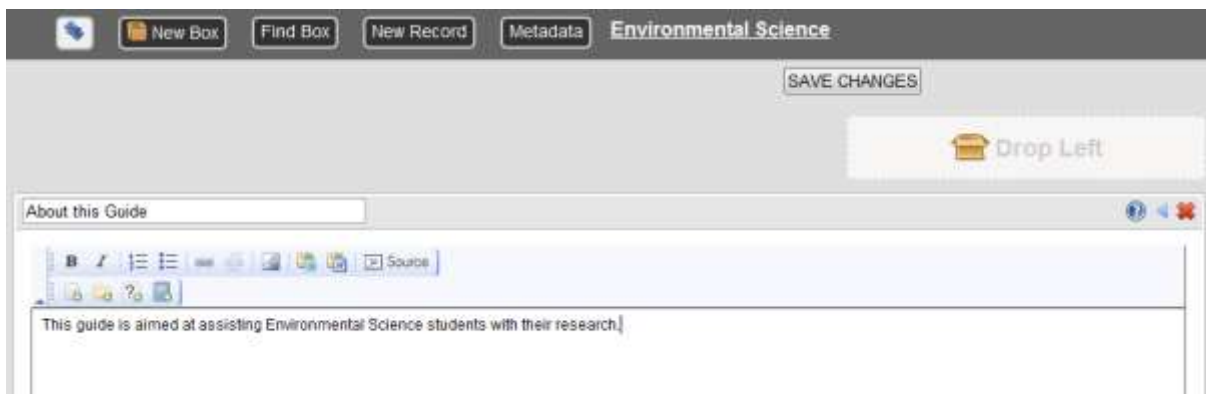 New Box Find Box New Record Metadata Environmental Science
SAVE CHANGES
Drop Left
About this Guide
B I Source
This guide is aimed at assisting Environmental Science students with their research.